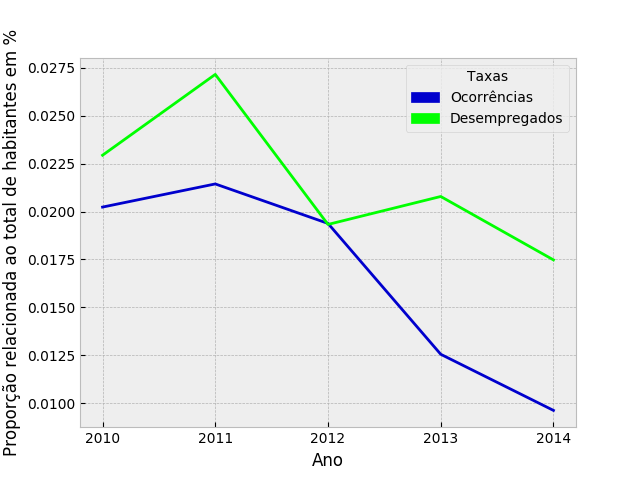 Proporção relacionada ao total de habitantes em %
0.0275
0.0250
0.0225
0.0200
0.0175
0.0150
0.0125
0.0100
Taxas
Ocorrências
Desempregados
2010 2011 2012 2013 2014
Ano